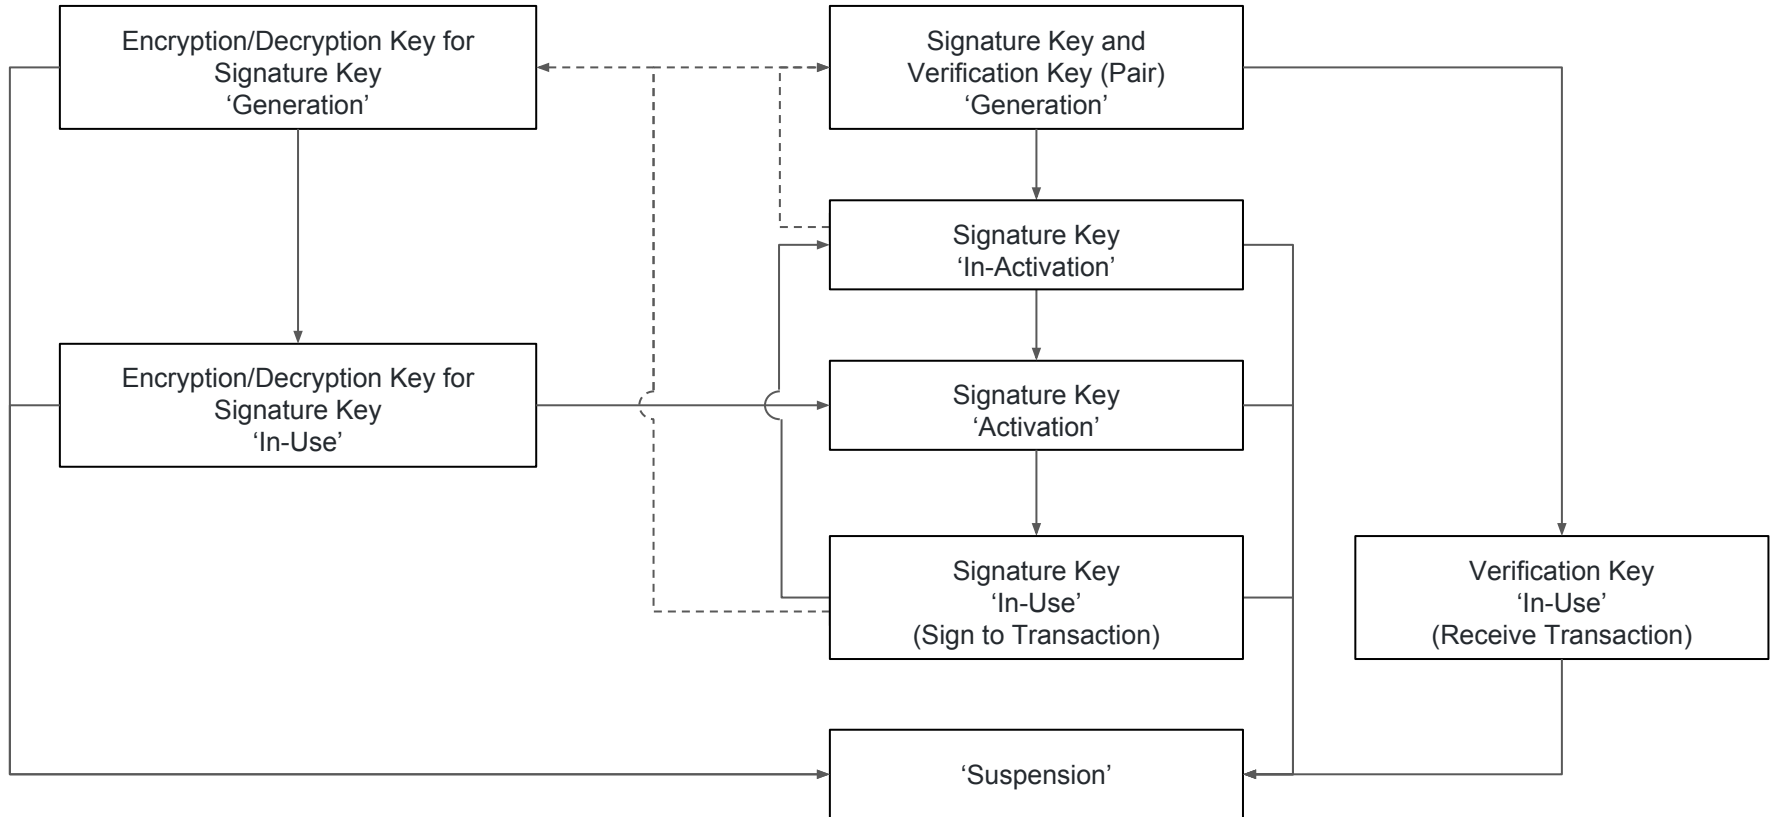 Encryption/Decryption Key for
Signature Key
‘Generation’
Signature Key and
Verification Key (Pair)
‘Generation’
Signature Key
‘In-Activation’
Encryption/Decryption Key for
Signature Key
‘In-Use’
Signature Key
‘Activation’
Signature Key
‘In-Use’
(Sign to Transaction)
Verification Key
‘In-Use’
(Receive Transaction)
‘Suspension’